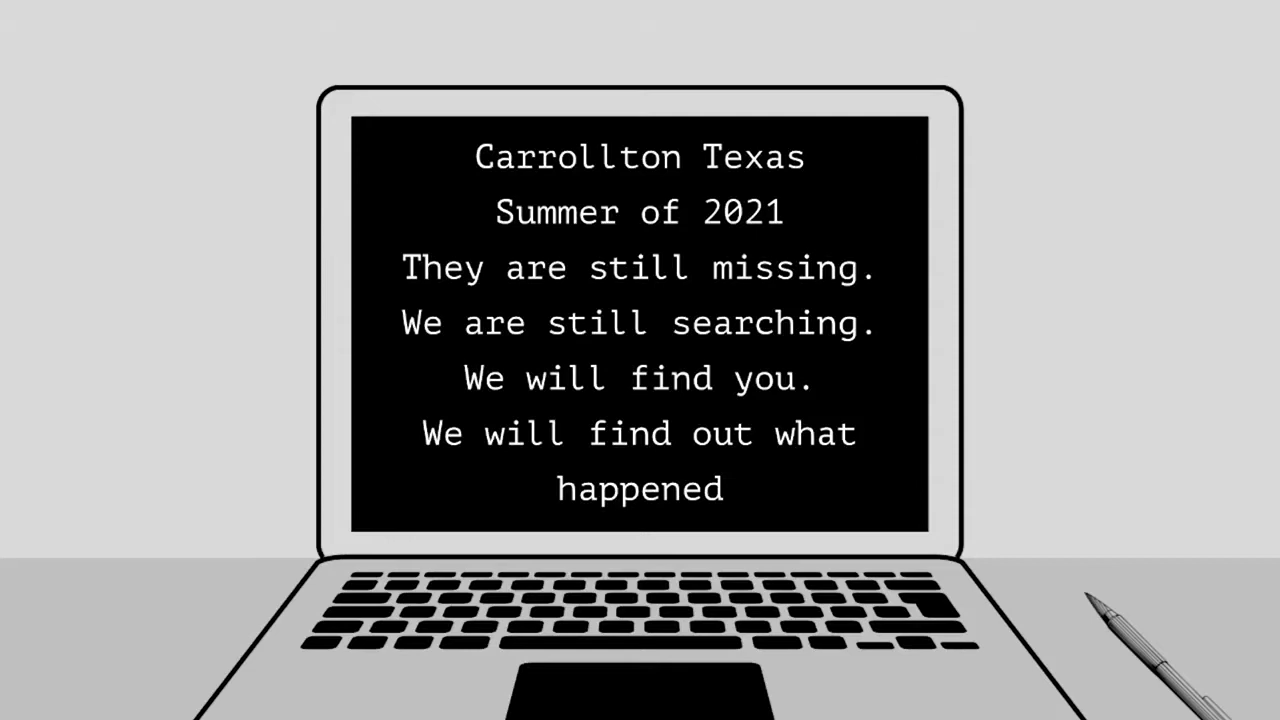 Carrollton Texas
Summer of 2021
They are still missing.
We are still searching.
We will find you.
We will find out what
happened